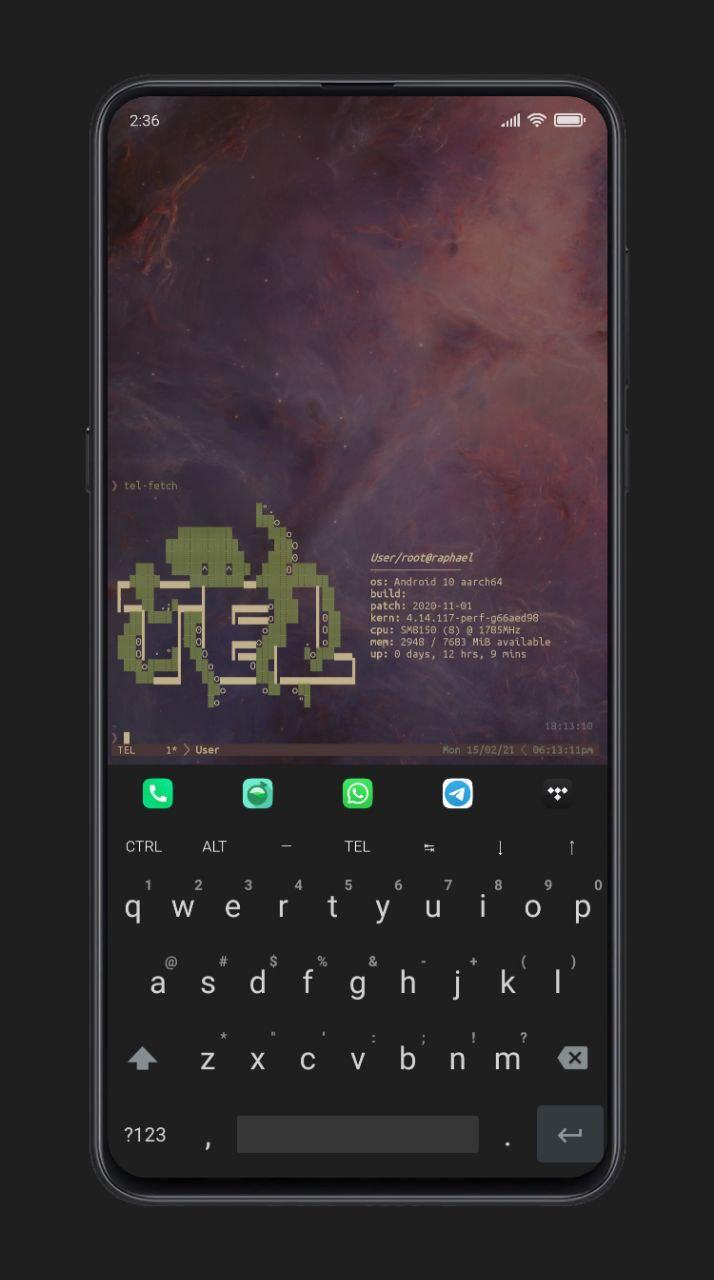 2:36
❯ tel-fetch
User/root@raphael
os: Android 10 aarch64
build:
patch: 2020-11-01
kern: 4.14.117-perf-g66aed98
cpu: SM8150 (8) @ 1785MHz
mem: 2948 / 7683 MiB available
up: 0 days, 12 hrs, 9 mins
~ 18:13:10
❯
TEL 1* ❯ User Mon 15/02/21 ❮ 06:13:11pm
CTRL ALT — TEL ↹ ↓ ↑
1 2 3 4 5 6 7 8 9 0
q w e r t y u i o p
@ # $ % & - + ( )
a s d f g h j k l
* " ' : ; ! ?
z x c v b n m
?123 , .